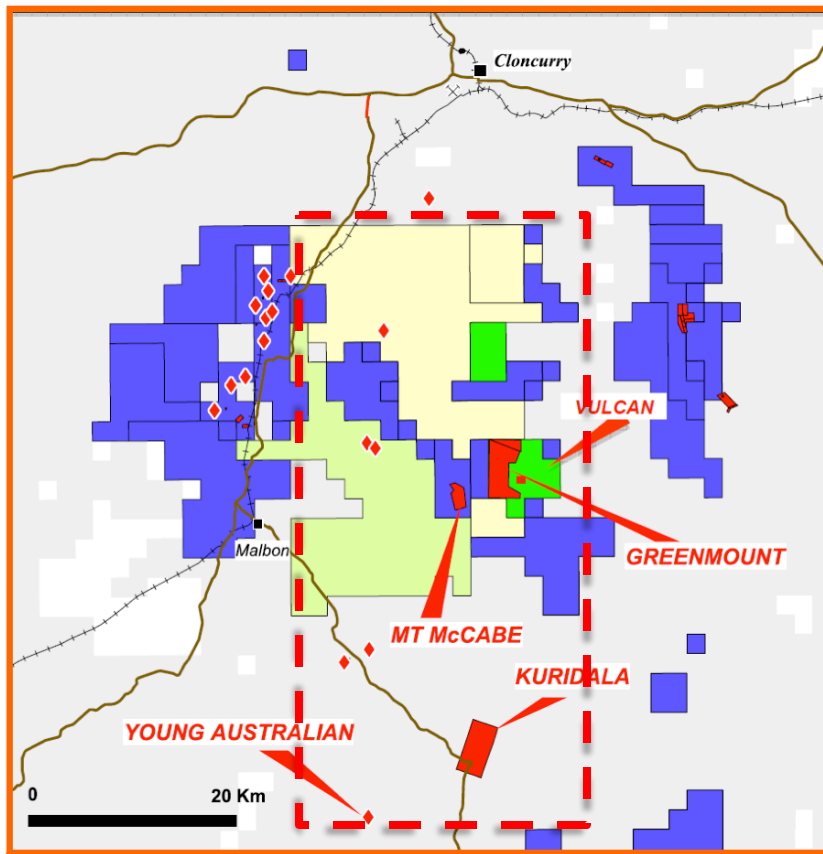 Cloncurry
VULCAN
GREENMOUNT
Malbon
MT McCABE
KURIDALA
YOUNG AUSTRALIAN
0 20 Km